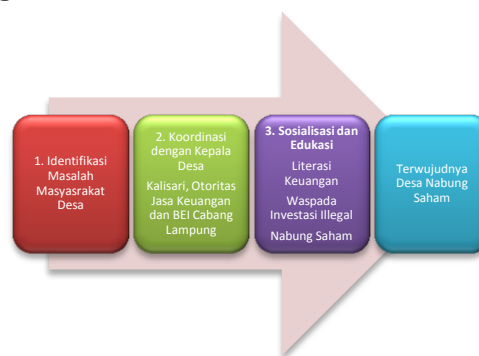 1. Identifikasi
Masalah
Masyasrakat
Desa
2. Koordinasi
dengan Kepala
Desa
Kalisari, Otoritas
Jasa Keuangan
dan BEI Cabang
Lampung
3. Sosialisasi dan
Edukasi
Literasi
Keuangan
Waspada
Investasi Illegal
Nabung Saham
Terwujudnya
Desa Nabung
Saham